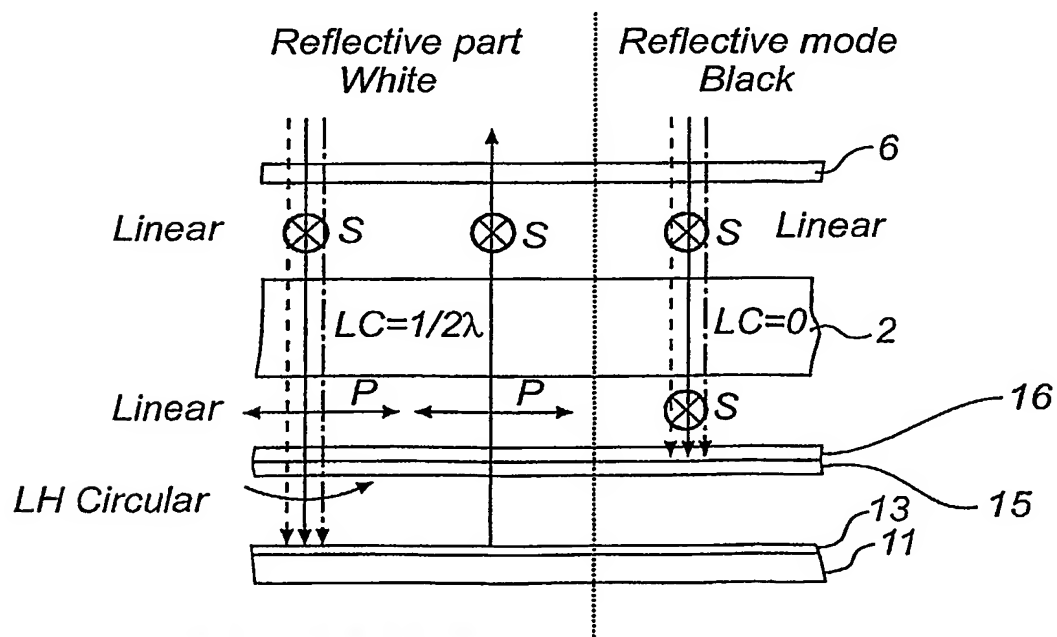 Reflective part
White
Reflective mode
Black
6
Linear
S
S
S
Linear
LC=1/2λ
LC=0
2
Linear
P
P
S
16
15
LH Circular
13
11